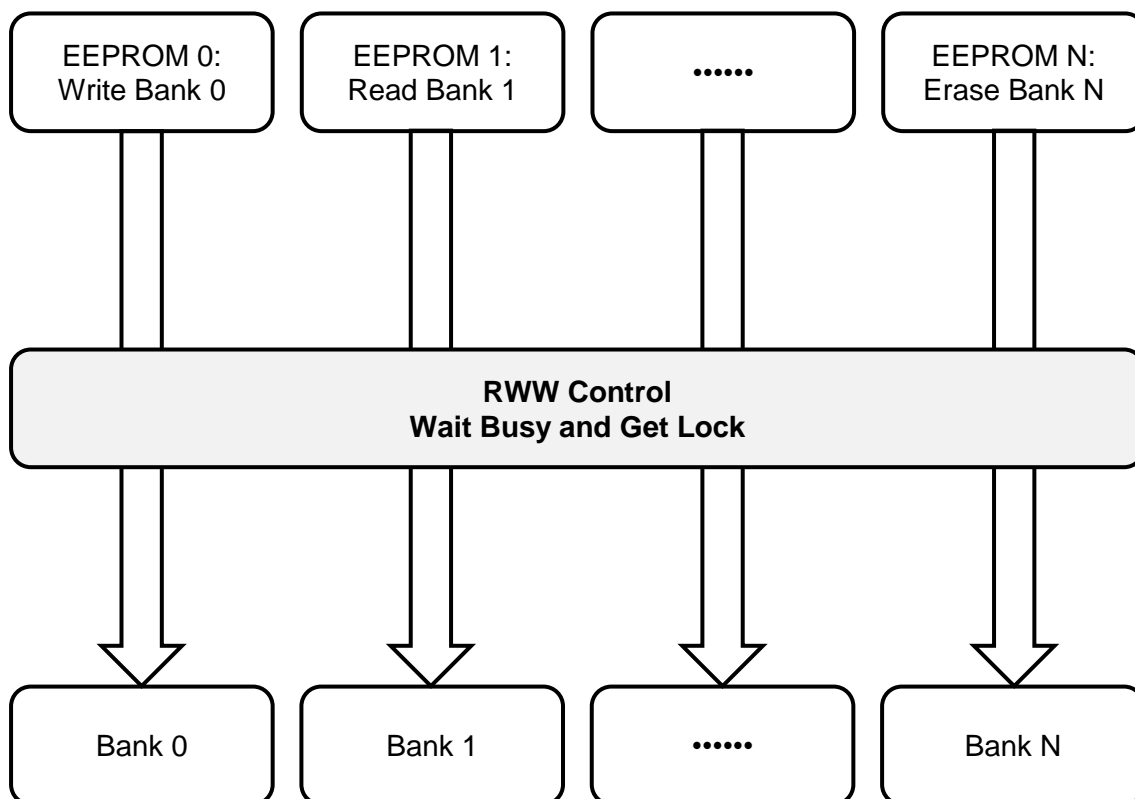 EEPROM 0:
Write Bank 0
EEPROM 1:
Read Bank 1
••••••
EEPROM N:
Erase Bank N
RWW Control
Wait Busy and Get Lock
Bank 0
Bank 1
••••••
Bank N